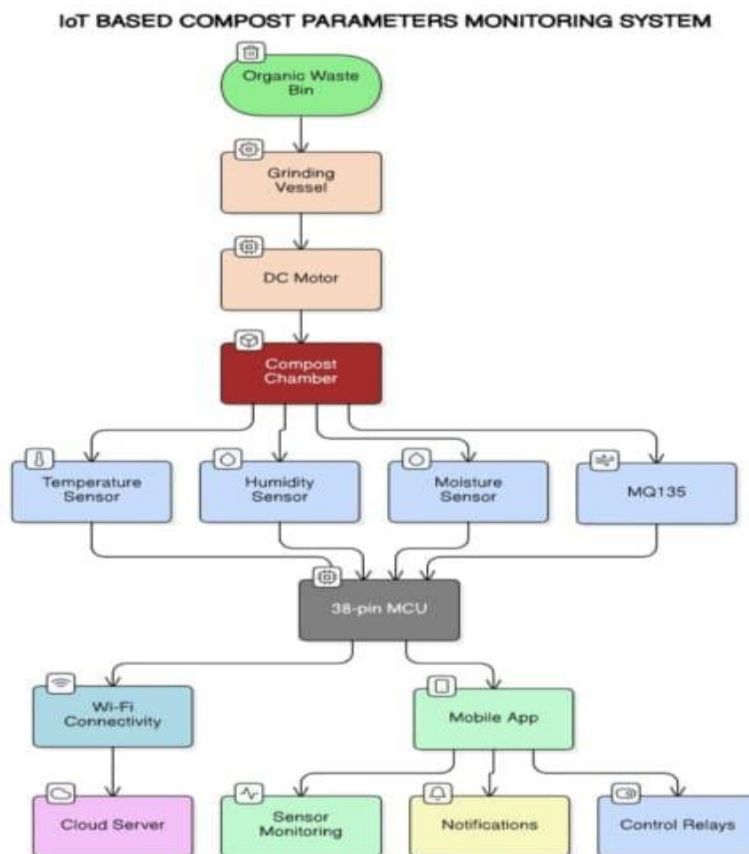 IoT BASED COMPOST PARAMETERS MONITORING SYSTEM
Organic Waste
Bin
Grinding
Vessel
DC Motor
Compost
Chamber
Temperature
Sensor
Humidity
Sensor
Moisture
Sensor
MQ135
38-pin MCU
Wi-Fi
Connectivity
Mobile App
Cloud Server
Sensor
Monitoring
Notifications
Control Relays